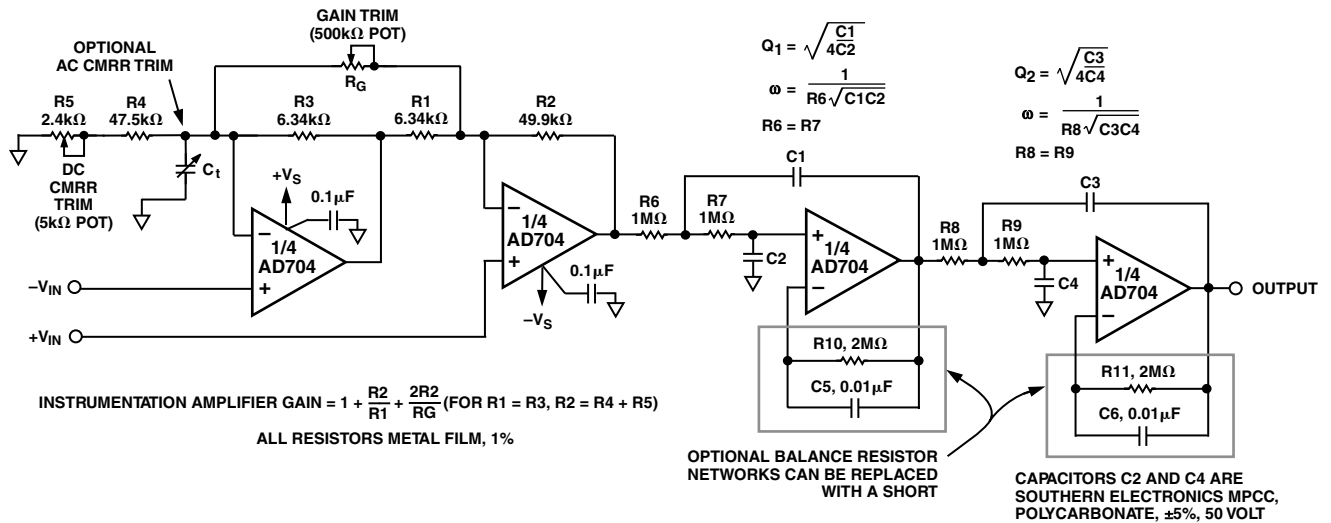 GAIN TRIM
(500kΩ POT)
OPTIONAL
AC CMRR TRIM
RG
R5
2.4kΩ
R4
47.5kΩ
R3
6.34kΩ
R1
6.34kΩ
R2
49.9kΩ
DC
CMRR
TRIM
(5kΩ POT)
Ct
+VS
0.1µF
–
1/4
AD704
+
–
1/4
AD704
+
0.1µF
–VS
–VIN
+VIN
Q1 = √C1/4C2
ω = 1/R6√C1C2
R6 = R7
C1
R6
1MΩ
R7
1MΩ
C2
+
1/4
AD704
–
R10, 2MΩ
C5, 0.01µF
Q2 = √C3/4C4
ω = 1/R8√C3C4
R8 = R9
C3
R8
1MΩ
R9
1MΩ
C4
+
1/4
AD704
–
OUTPUT
R11, 2MΩ
C6, 0.01µF
INSTRUMENTATION AMPLIFIER GAIN = 1 + R2/R1 + 2R2/RG (FOR R1 = R3, R2 = R4 + R5)
ALL RESISTORS METAL FILM, 1%
OPTIONAL BALANCE RESISTOR
NETWORKS CAN BE REPLACED
WITH A SHORT
CAPACITORS C2 AND C4 ARE
SOUTHERN ELECTRONICS MPCC,
POLYCARBONATE, ±5%, 50 VOLT